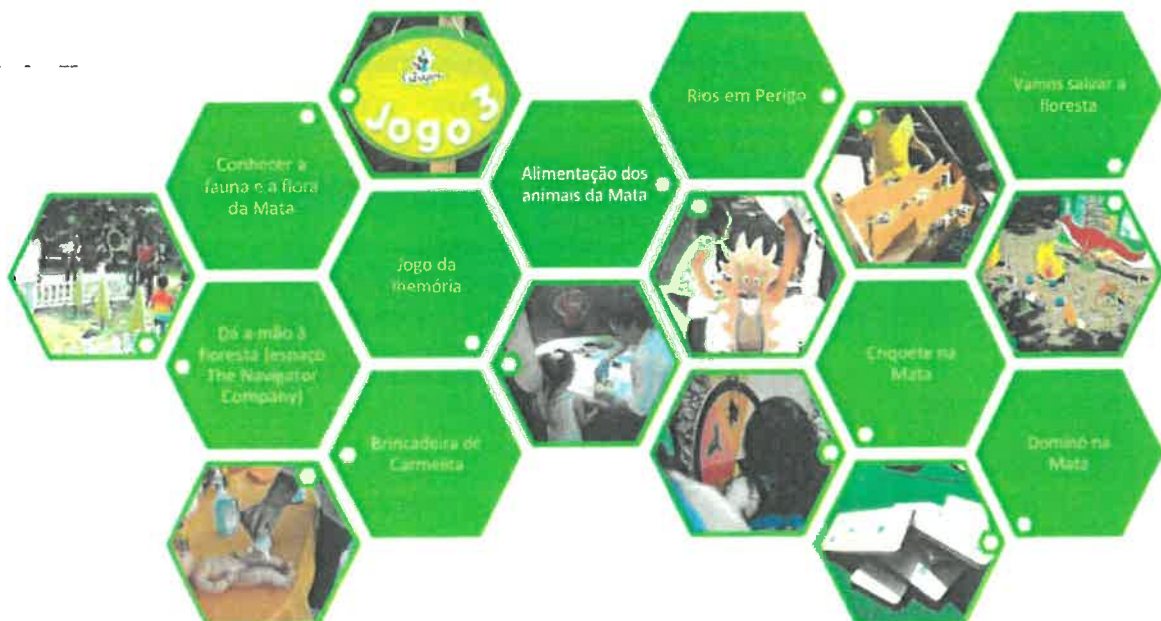 Jogo 3
Conhecer a
fauna e a flora
da Mata
Alimentação dos
animais da Mata
Rios em Perigo
Vamos salvar a
floresta
Jogo da
memória
Dá a mão à
floresta (espaço
The Navigator
Company)
Brincadeira de
Carmelita
Criquete na
Mata
Dominó na
Mata